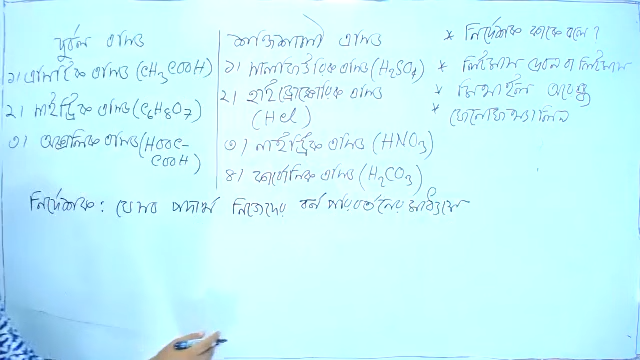 দুর্বল এসিড
১। এসিটিক এসিড (CH3COOH)
২। সাইট্রিক এসিড (C6H8O7)
৩। অক্সালিক এসিড (HOOC-
COOH)
শক্তিশালী এসিড
১। সালফিউরিক এসিড (H2SO4)
২। হাইড্রোক্লোরিক এসিড
(HCl)
৩। নাইট্রিক এসিড (HNO3)
৪। কার্বোনিক এসিড (H2CO3)
* নির্দেশক কাকে বলে?
* লিটমাস পেপার বা লিটমাস
* মিথাইল অরেঞ্জ
* ফেনোফথ্যালিন
নির্দেশক: যেসব পদার্থ নিজেদের বর্ণ পরিবর্তনের মাধ্যমে